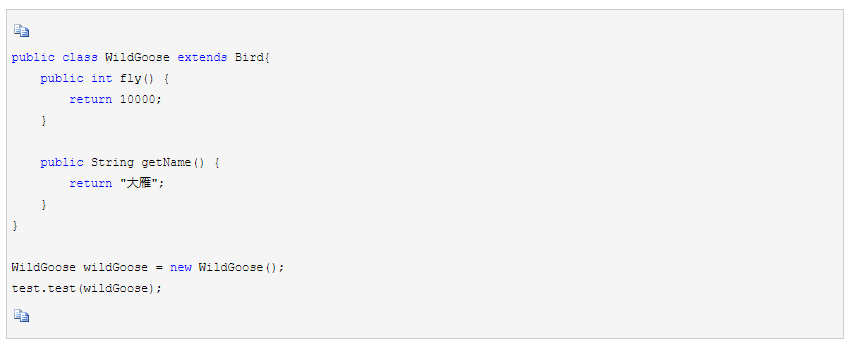 public class WildGoose extends Bird{
    public int fly() {
        return 10000;
    }

    public String getName() {
        return "大雁";
    }
}

WildGoose wildGoose = new WildGoose();
test.test(wildGoose);